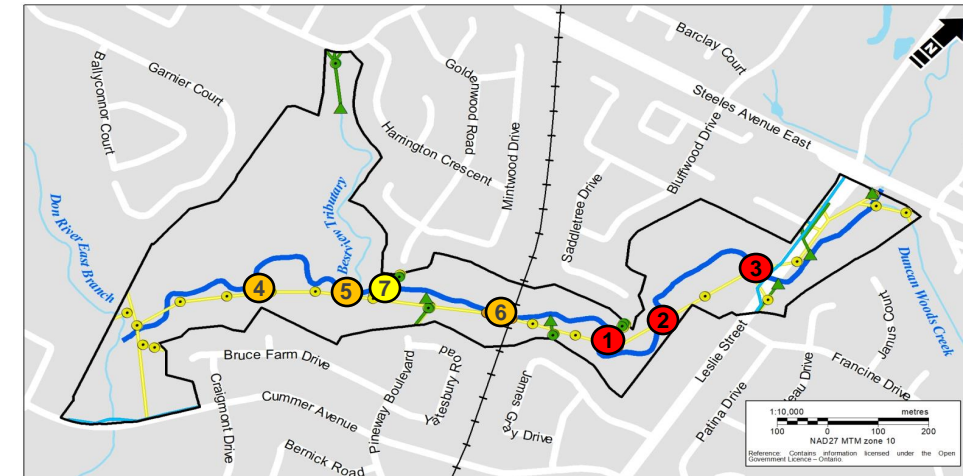 Ballyconnor Court
Garnier Court
Goldenwood Road
Harrington Crescent
Mintwood Drive
Saddletree Drive
Bluffwood Drive
Barclay Court
Steeles Avenue East
N
Don River East Branch
Bestview Tributary
Duncan Woods Creek
4
5
7
6
1
2
3
Bruce Farm Drive
Craigmont Drive
Cummer Avenue
Bernick Road
Pineway Boulevard
Yatesbury Road
James Gray Drive
Leslie Street
Patina Drive
eau Drive
Francine Drive
Janus Court
1:10,000 metres
100 0 100 200
NAD27 MTM zone 10
Reference: Contains information licensed under the Open
Government Licence – Ontario.